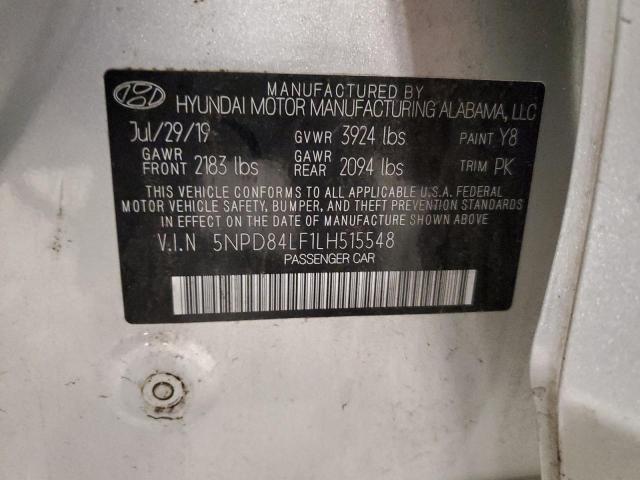 MANUFACTURED BY
HYUNDAI MOTOR MANUFACTURING ALABAMA, LLC
Jul/29/19 GVWR 3924 lbs PAINT Y8
GAWR FRONT 2183 lbs GAWR REAR 2094 lbs TRIM PK
THIS VEHICLE CONFORMS TO ALL APPLICABLE U.S.A. FEDERAL
MOTOR VEHICLE SAFETY, BUMPER, AND THEFT PREVENTION STANDARDS
IN EFFECT ON THE DATE OF MANUFACTURE SHOWN ABOVE.
V.I.N 5NPD84LF1LH515548
PASSENGER CAR